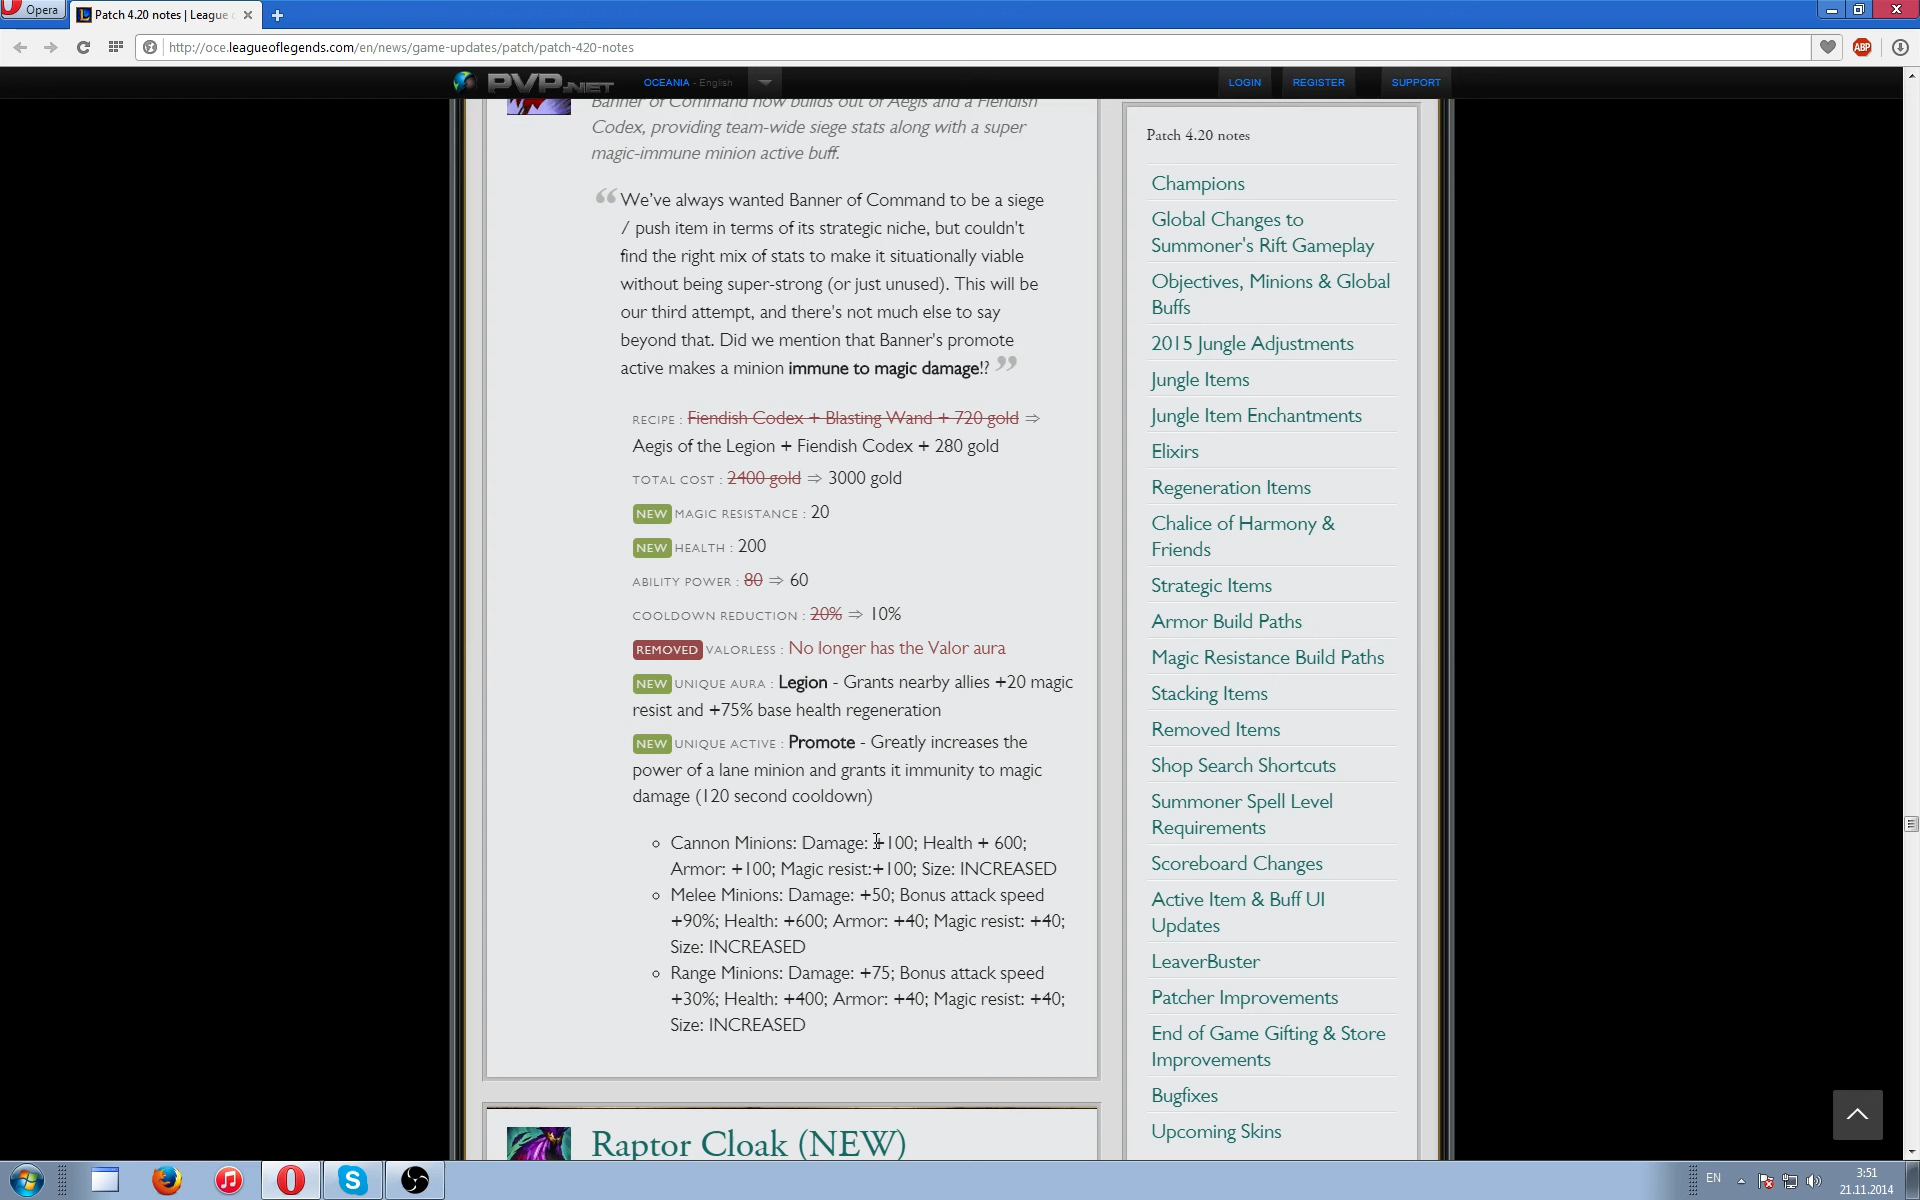 Opera
Patch 4.20 notes | League
http://oce.leagueoflegends.com/en/news/game-updates/patch/patch-420-notes
ABP
PVP.NET
OCEANIA - English
LOGIN
REGISTER
SUPPORT
Banner of Command now builds out of Aegis and a Fiendish
Codex, providing team-wide siege stats along with a super
magic-immune minion active buff.
“ We've always wanted Banner of Command to be a siege
/ push item in terms of its strategic niche, but couldn't
find the right mix of stats to make it situationally viable
without being super-strong (or just unused). This will be
our third attempt, and there's not much else to say
beyond that. Did we mention that Banner's promote
active makes a minion immune to magic damage!? ”
RECIPE : Fiendish Codex + Blasting Wand + 720 gold ⇒
Aegis of the Legion + Fiendish Codex + 280 gold
TOTAL COST : 2400 gold ⇒ 3000 gold
NEW MAGIC RESISTANCE : 20
NEW HEALTH : 200
ABILITY POWER : 80 ⇒ 60
COOLDOWN REDUCTION : 20% ⇒ 10%
REMOVED VALORLESS : No longer has the Valor aura
NEW UNIQUE AURA : Legion - Grants nearby allies +20 magic
resist and +75% base health regeneration
NEW UNIQUE ACTIVE : Promote - Greatly increases the
power of a lane minion and grants it immunity to magic
damage (120 second cooldown)
Cannon Minions: Damage: +100; Health + 600;
Armor: +100; Magic resist:+100; Size: INCREASED
Melee Minions: Damage: +50; Bonus attack speed
+90%; Health: +600; Armor: +40; Magic resist: +40;
Size: INCREASED
Range Minions: Damage: +75; Bonus attack speed
+30%; Health: +400; Armor: +40; Magic resist: +40;
Size: INCREASED
Raptor Cloak (NEW)
Patch 4.20 notes
Champions
Global Changes to
Summoner's Rift Gameplay
Objectives, Minions & Global
Buffs
2015 Jungle Adjustments
Jungle Items
Jungle Item Enchantments
Elixirs
Regeneration Items
Chalice of Harmony &
Friends
Strategic Items
Armor Build Paths
Magic Resistance Build Paths
Stacking Items
Removed Items
Shop Search Shortcuts
Summoner Spell Level
Requirements
Scoreboard Changes
Active Item & Buff UI
Updates
LeaverBuster
Patcher Improvements
End of Game Gifting & Store
Improvements
Bugfixes
Upcoming Skins
EN
3:51
21.11.2014